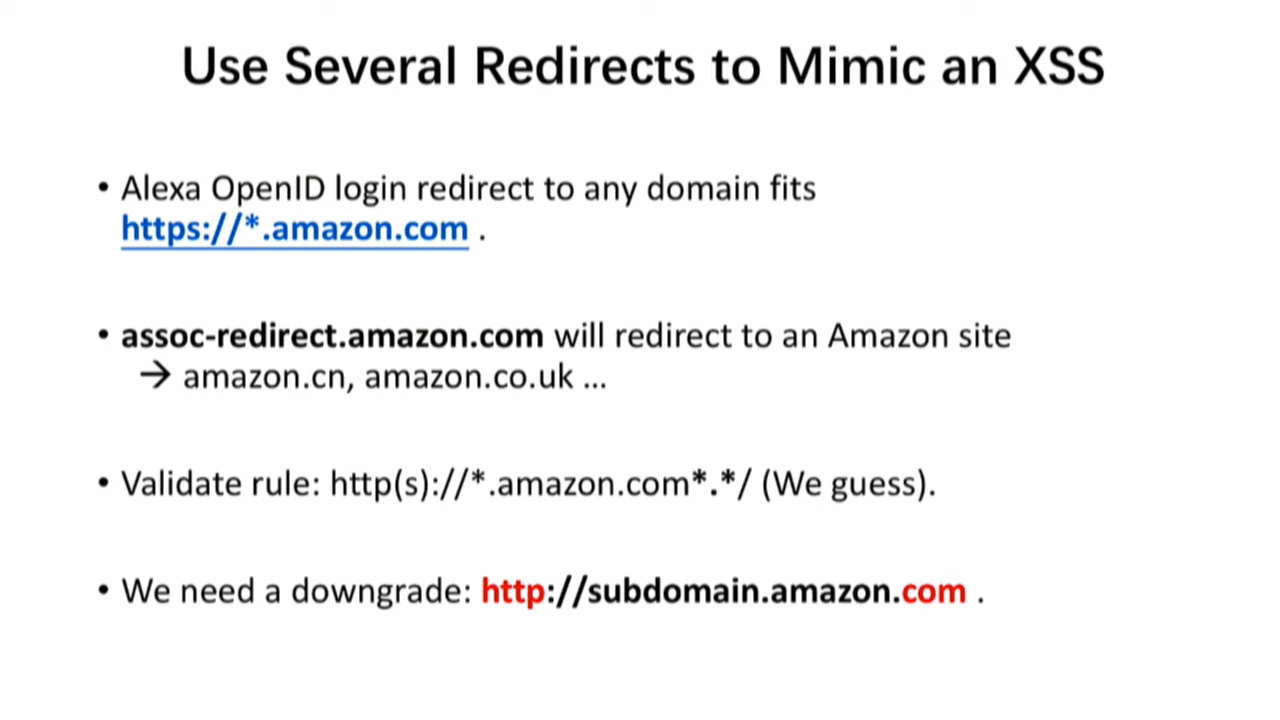 Use Several Redirects to Mimic an XSS
• Alexa OpenID login redirect to any domain fits
https://*.amazon.com .
• assoc-redirect.amazon.com will redirect to an Amazon site
→ amazon.cn, amazon.co.uk ...
• Validate rule: http(s)://*.amazon.com*.*/ (We guess).
• We need a downgrade: http://subdomain.amazon.com .